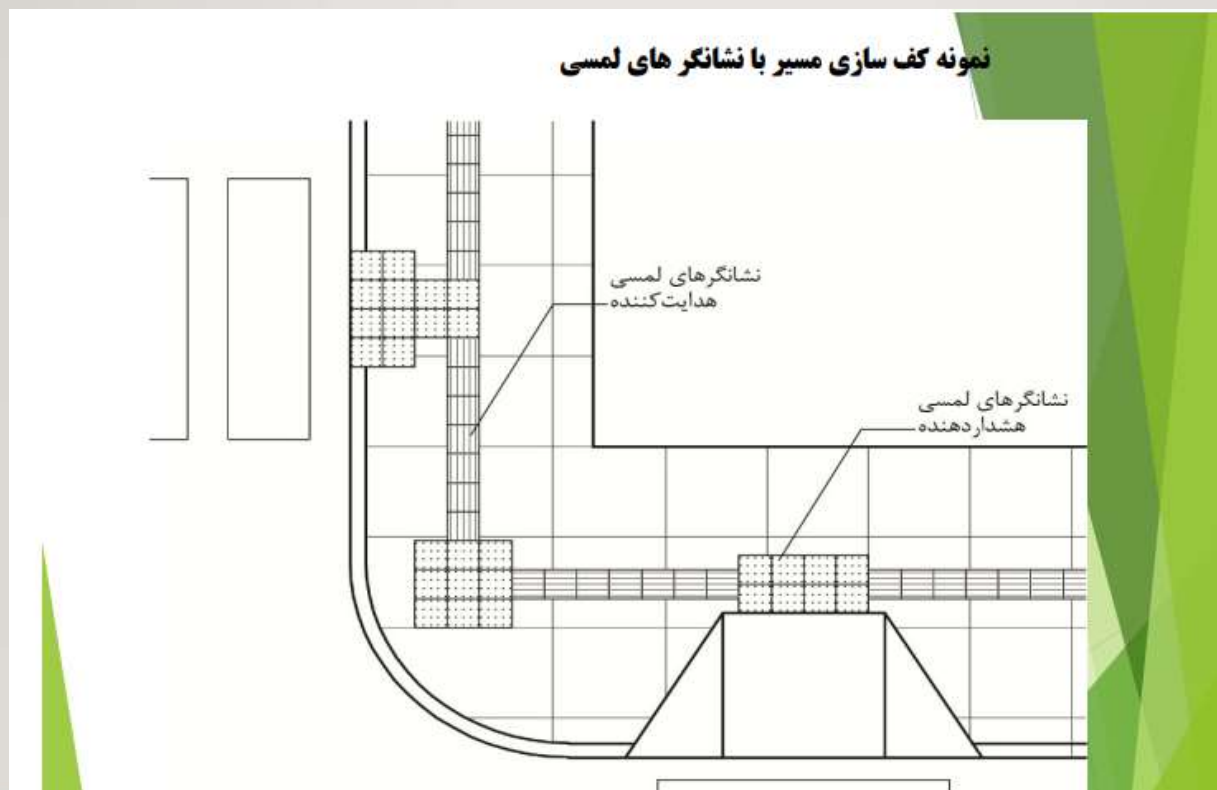 نمونه کف سازی مسیر با نشانگر های لمسی
نشانگرهای لمسی
هدایت‌کننده
نشانگرهای لمسی
هشداردهنده